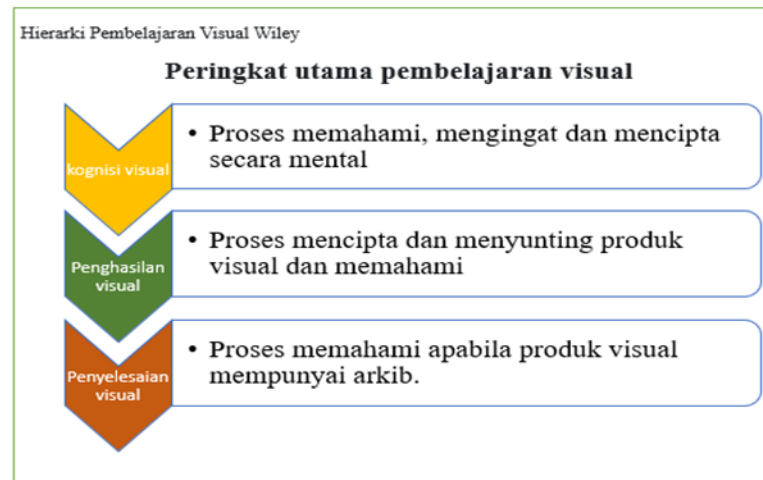 Hierarki Pembelajaran Visual Wiley
Peringkat utama pembelajaran visual
kognisi visual
• Proses memahami, mengingat dan mencipta
secara mental
Penghasilan
visual
• Proses mencipta dan menyunting produk
visual dan memahami
Penyelesaian
visual
• Proses memahami apabila produk visual
mempunyai arkib.